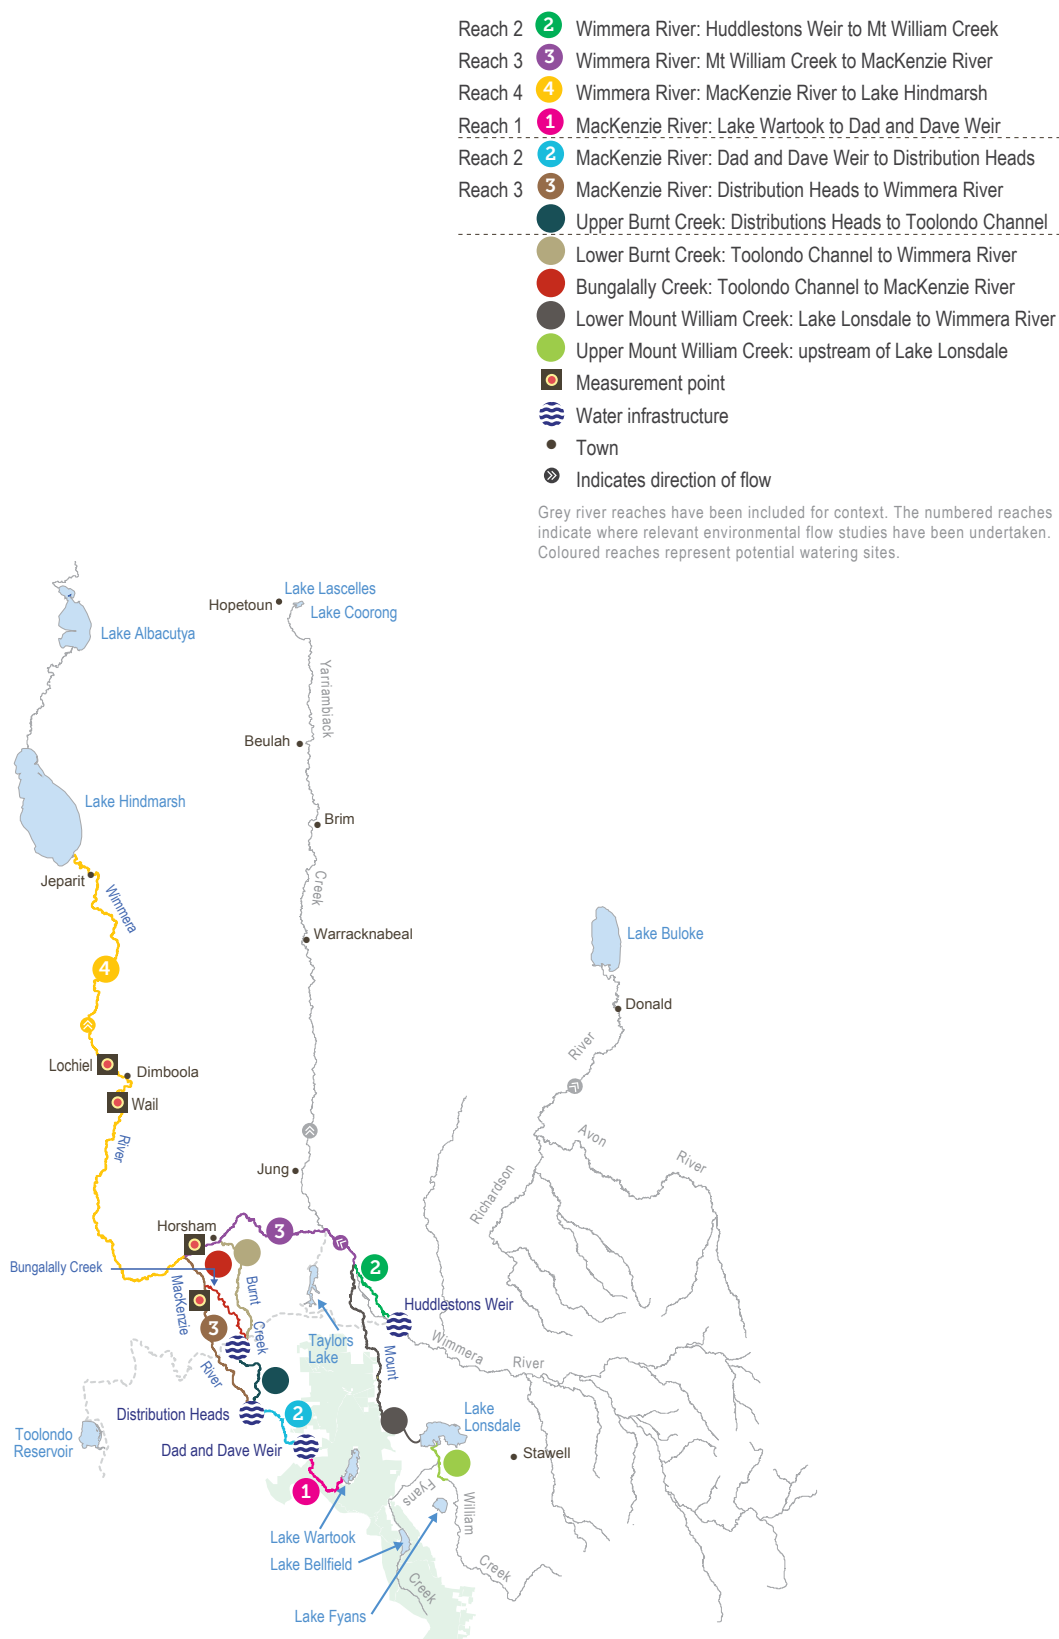 Reach 2 2 Wimmera River: Huddlestons Weir to Mt William Creek
Reach 3 3 Wimmera River: Mt William Creek to MacKenzie River
Reach 4 4 Wimmera River: MacKenzie River to Lake Hindmarsh
Reach 1 1 MacKenzie River: Lake Wartook to Dad and Dave Weir
Reach 2 2 MacKenzie River: Dad and Dave Weir to Distribution Heads
Reach 3 3 MacKenzie River: Distribution Heads to Wimmera River
Upper Burnt Creek: Distributions Heads to Toolondo Channel
Lower Burnt Creek: Toolondo Channel to Wimmera River
Bungalally Creek: Toolondo Channel to MacKenzie River
Lower Mount William Creek: Lake Lonsdale to Wimmera River
Upper Mount William Creek: upstream of Lake Lonsdale
Measurement point
Water infrastructure
Town
Indicates direction of flow
Grey river reaches have been included for context. The numbered reaches
indicate where relevant environmental flow studies have been undertaken.
Coloured reaches represent potential watering sites.
Lake Lascelles
Hopetoun
Lake Coorong
Lake Albacutya
Yarriambiack
Beulah
Lake Hindmarsh
Brim
Jeparit
Wimmera
Creek
Warracknabeal
Lake Buloke
4
Donald
River
Lochiel
Dimboola
Wail
River
Avon
River
Jung
Richardson
Horsham
3
2
Bungalally Creek
MacKenzie
Burnt
Creek
Huddlestons Weir
3
Taylors
Lake
Mount
Wimmera
River
River
Distribution Heads
2
Lake
Lonsdale
Toolondo
Reservoir
Dad and Dave Weir
Stawell
1
Fyans
William
Lake Wartook
Lake Bellfield
Creek
Creek
Lake Fyans